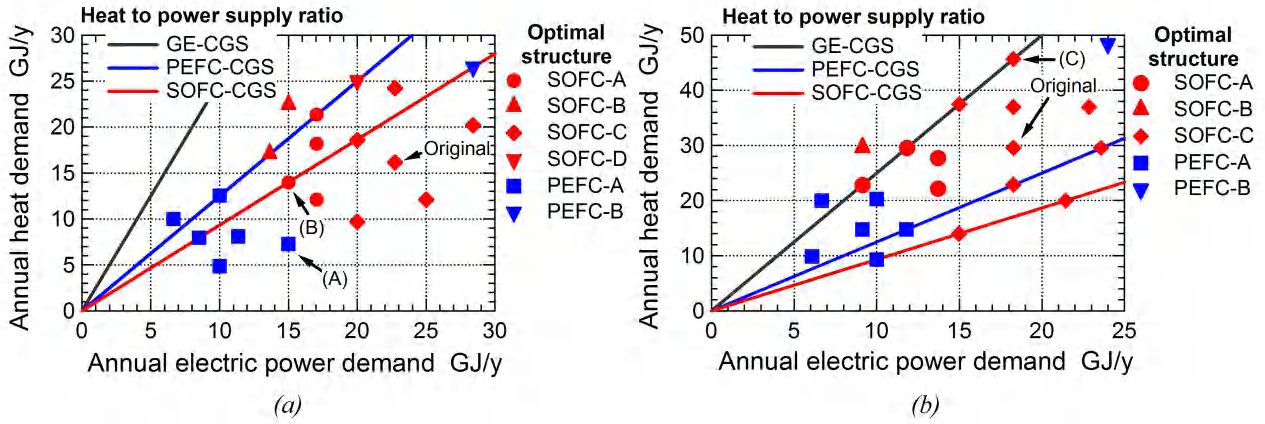 (a)
Heat to power supply ratio
GE-CGS
PEFC-CGS
SOFC-CGS
Annual heat demand GJ/y
30
25
20
15
10
5
0
Original
(B)
(A)
0 5 10 15 20 25 30
Annual electric power demand GJ/y
Optimal
structure
SOFC-A
SOFC-B
SOFC-C
SOFC-D
PEFC-A
PEFC-B
(a)
(b)
Heat to power supply ratio
GE-CGS
PEFC-CGS
SOFC-CGS
Annual heat demand GJ/y
50
40
30
20
10
0
(C)
Original
0 5 10 15 20 25
Annual electric power demand GJ/y
Optimal
structure
SOFC-A
SOFC-B
SOFC-C
PEFC-A
PEFC-B
(b)